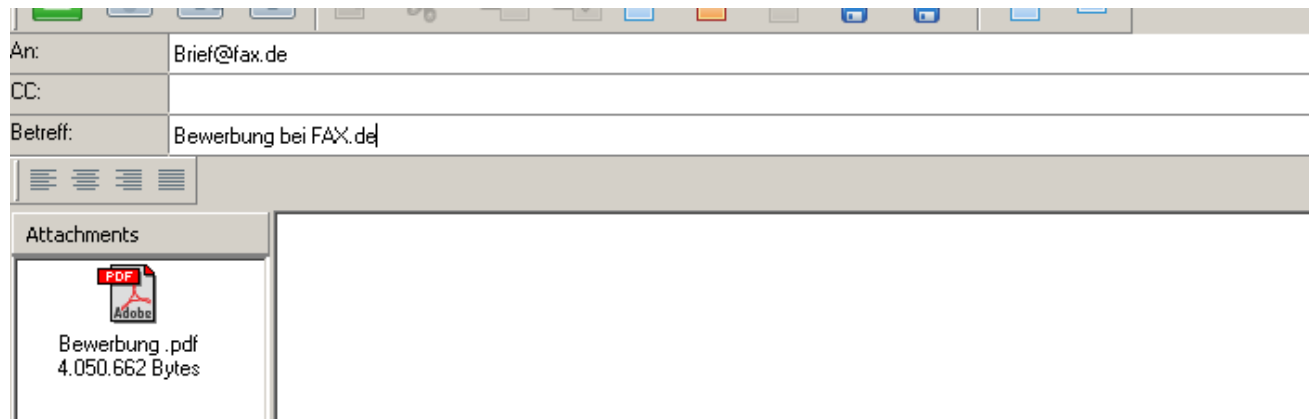 An: Brief@fax.de
CC:
Betreff: Bewerbung bei FAX.de
Attachments
PDF
Adobe
Bewerbung .pdf
4.050.662 Bytes